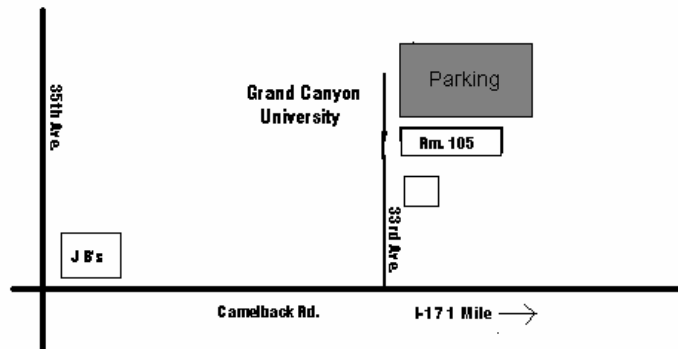 35th Ave.
Grand Canyon
University
Parking
Rm. 105
33rd Ave.
J B's
Camelback Rd.
I-17 1 Mile